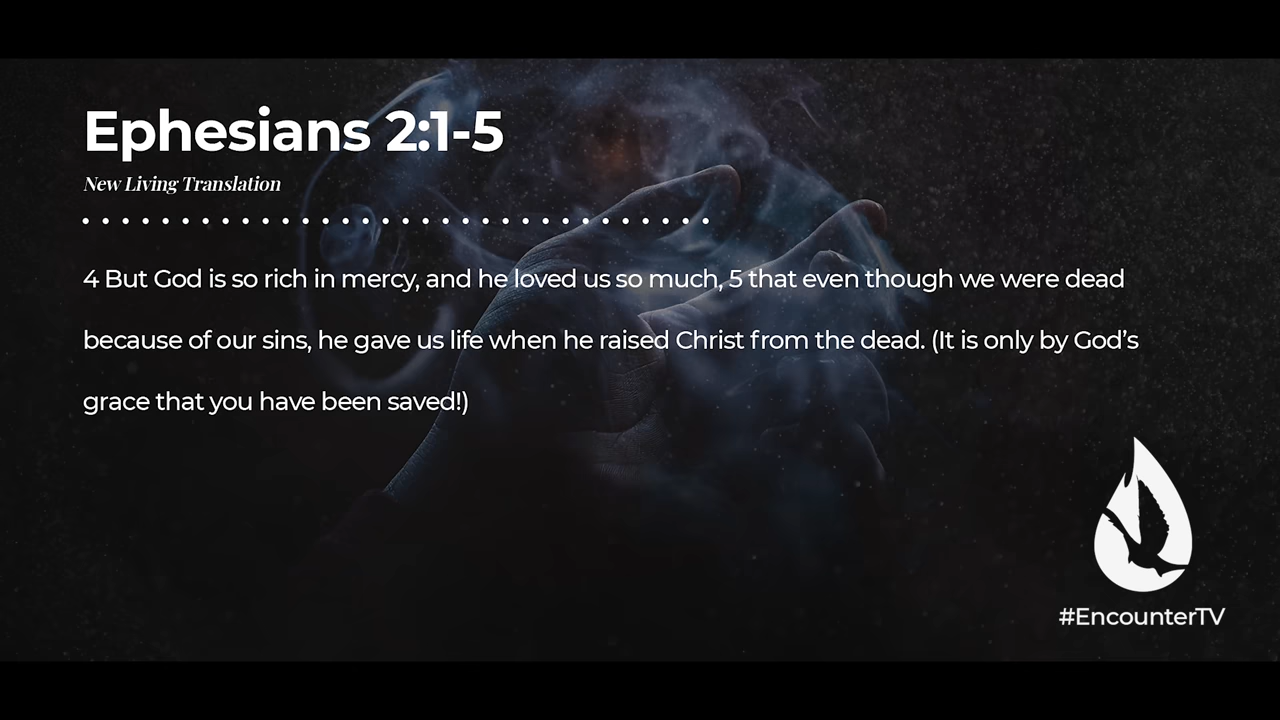 Ephesians 2:1-5
New Living Translation
4 But God is so rich in mercy, and he loved us so much, 5 that even though we were dead
because of our sins, he gave us life when he raised Christ from the dead. (It is only by God’s
grace that you have been saved!)
#EncounterTV